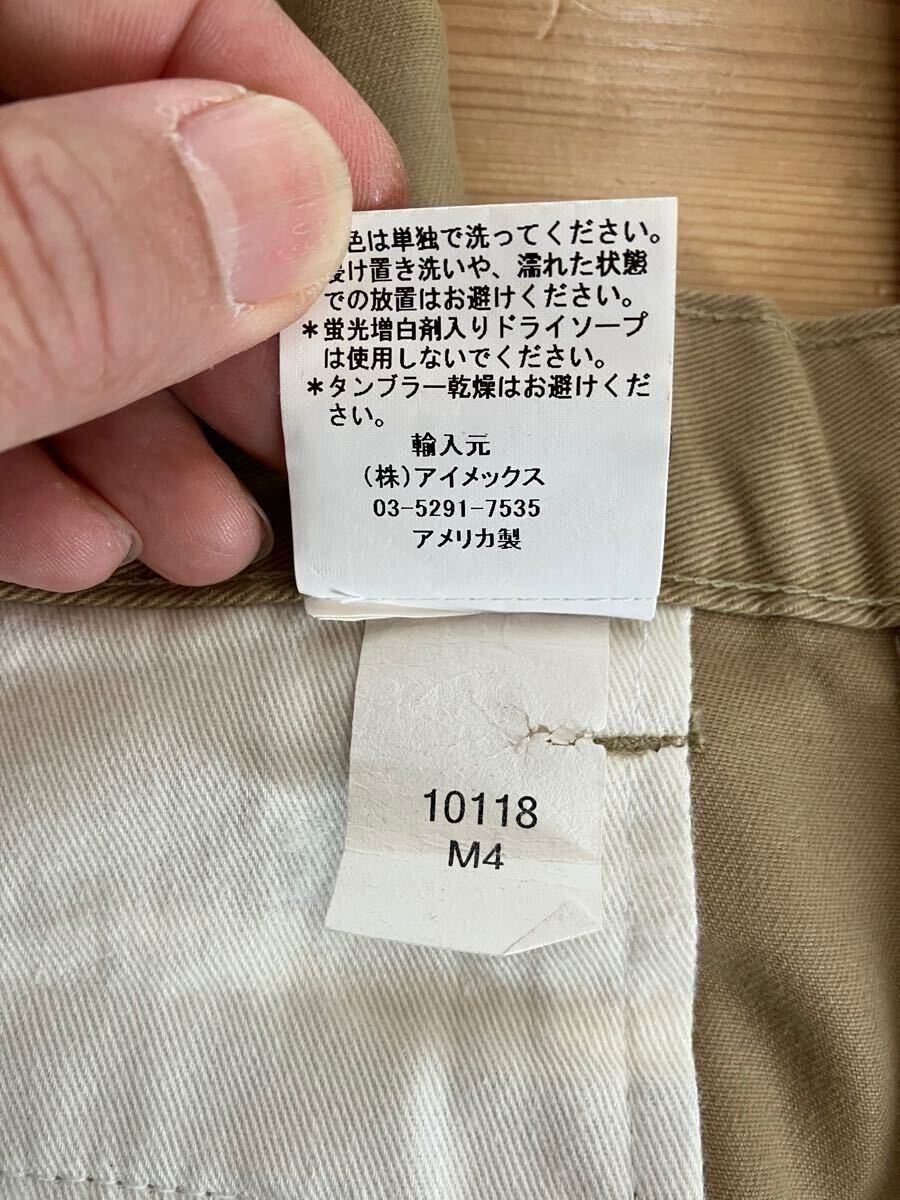 色は単独で洗ってください。
浸け置き洗いや、濡れた状態
での放置はお避けください。
＊蛍光増白剤入りドライソープ
は使用しないでください。
＊タンブラー乾燥はお避けくだ
さい。
輸入元
(株)アイメックス
03-5291-7535
アメリカ製
10118
M4